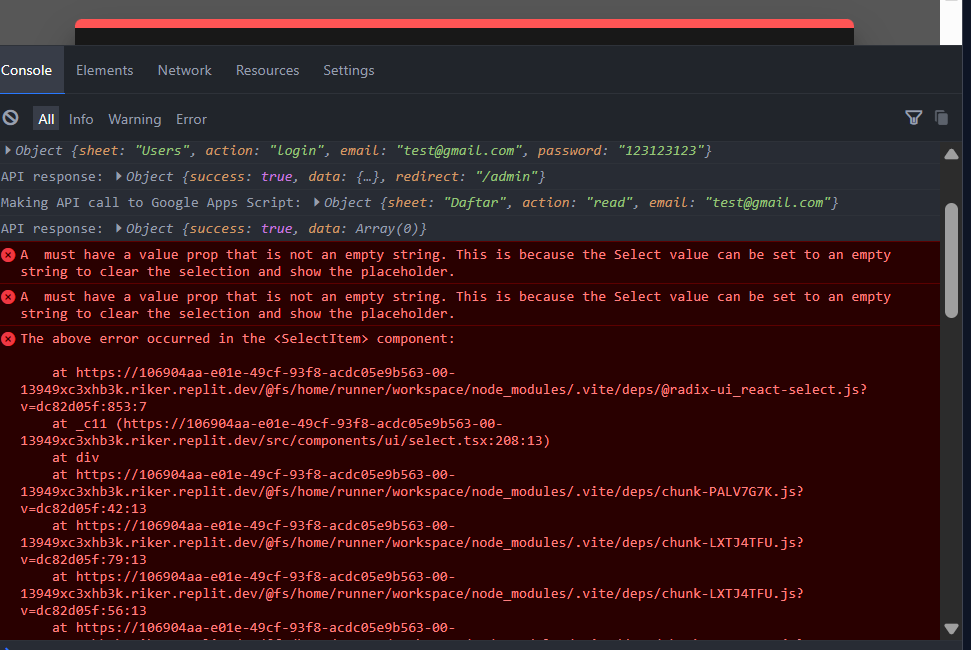 Console Elements Network Resources Settings
All Info Warning Error
Object {sheet: "Users", action: "login", email: "test@gmail.com", password: "123123123"}
API response: Object {success: true, data: {…}, redirect: "/admin"}
Making API call to Google Apps Script: Object {sheet: "Daftar", action: "read", email: "test@gmail.com"}
API response: Object {success: true, data: Array(0)}
A  must have a value prop that is not an empty string. This is because the Select value can be set to an empty
string to clear the selection and show the placeholder.
A  must have a value prop that is not an empty string. This is because the Select value can be set to an empty
string to clear the selection and show the placeholder.
The above error occurred in the <SelectItem> component:
at https://106904aa-e01e-49cf-93f8-acdc05e9b563-00-
13949xc3xhb3k.riker.replit.dev/@fs/home/runner/workspace/node_modules/.vite/deps/@radix-ui_react-select.js?
v=dc82d05f:853:7
at _c11 (https://106904aa-e01e-49cf-93f8-acdc05e9b563-00-
13949xc3xhb3k.riker.replit.dev/src/components/ui/select.tsx:208:13)
at div
at https://106904aa-e01e-49cf-93f8-acdc05e9b563-00-
13949xc3xhb3k.riker.replit.dev/@fs/home/runner/workspace/node_modules/.vite/deps/chunk-PALV7G7K.js?
v=dc82d05f:42:13
at https://106904aa-e01e-49cf-93f8-acdc05e9b563-00-
13949xc3xhb3k.riker.replit.dev/@fs/home/runner/workspace/node_modules/.vite/deps/chunk-LXTJ4TFU.js?
v=dc82d05f:79:13
at https://106904aa-e01e-49cf-93f8-acdc05e9b563-00-
13949xc3xhb3k.riker.replit.dev/@fs/home/runner/workspace/node_modules/.vite/deps/chunk-LXTJ4TFU.js?
v=dc82d05f:56:13
at https://106904aa-e01e-49cf-93f8-acdc05e9b563-00-